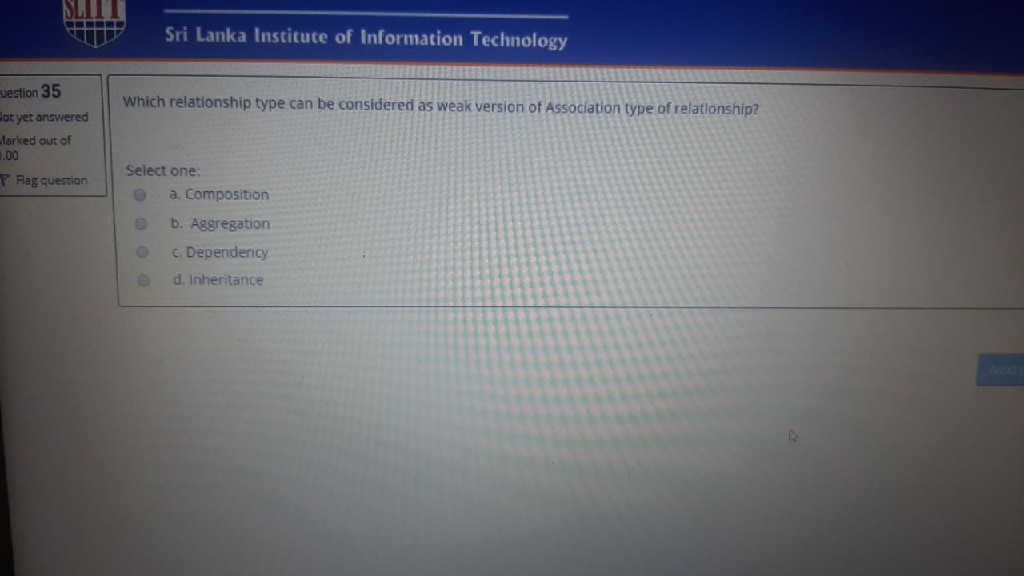 SLIIT
Sri Lanka Institute of Information Technology
uestion 35
ot yet answered
Marked out of
.00
Flag question
Which relationship type can be considered as weak version of Association type of relationship?
Select one:
a. Composition
b. Aggregation
c. Dependency
d. Inheritance
Next